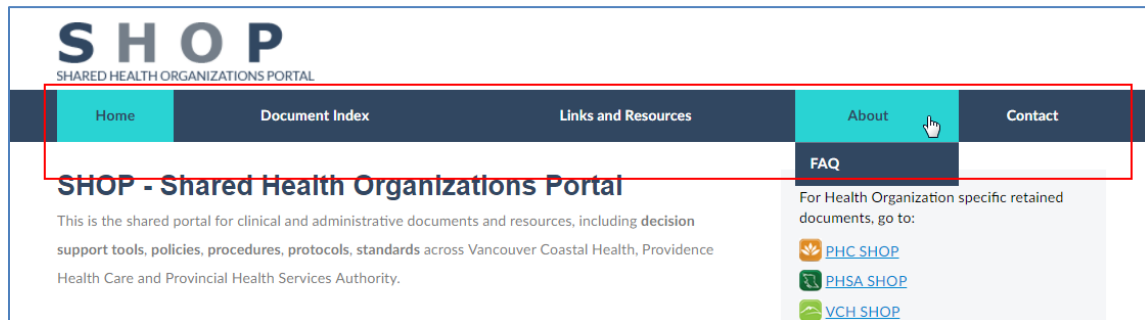 SHOP
SHARED HEALTH ORGANIZATIONS PORTAL
Home Document Index Links and Resources About Contact
FAQ
SHOP - Shared Health Organizations Portal
This is the shared portal for clinical and administrative documents and resources, including decision
support tools, policies, procedures, protocols, standards across Vancouver Coastal Health, Providence
Health Care and Provincial Health Services Authority.
For Health Organization specific retained
documents, go to:
PHC SHOP
PHSA SHOP
VCH SHOP